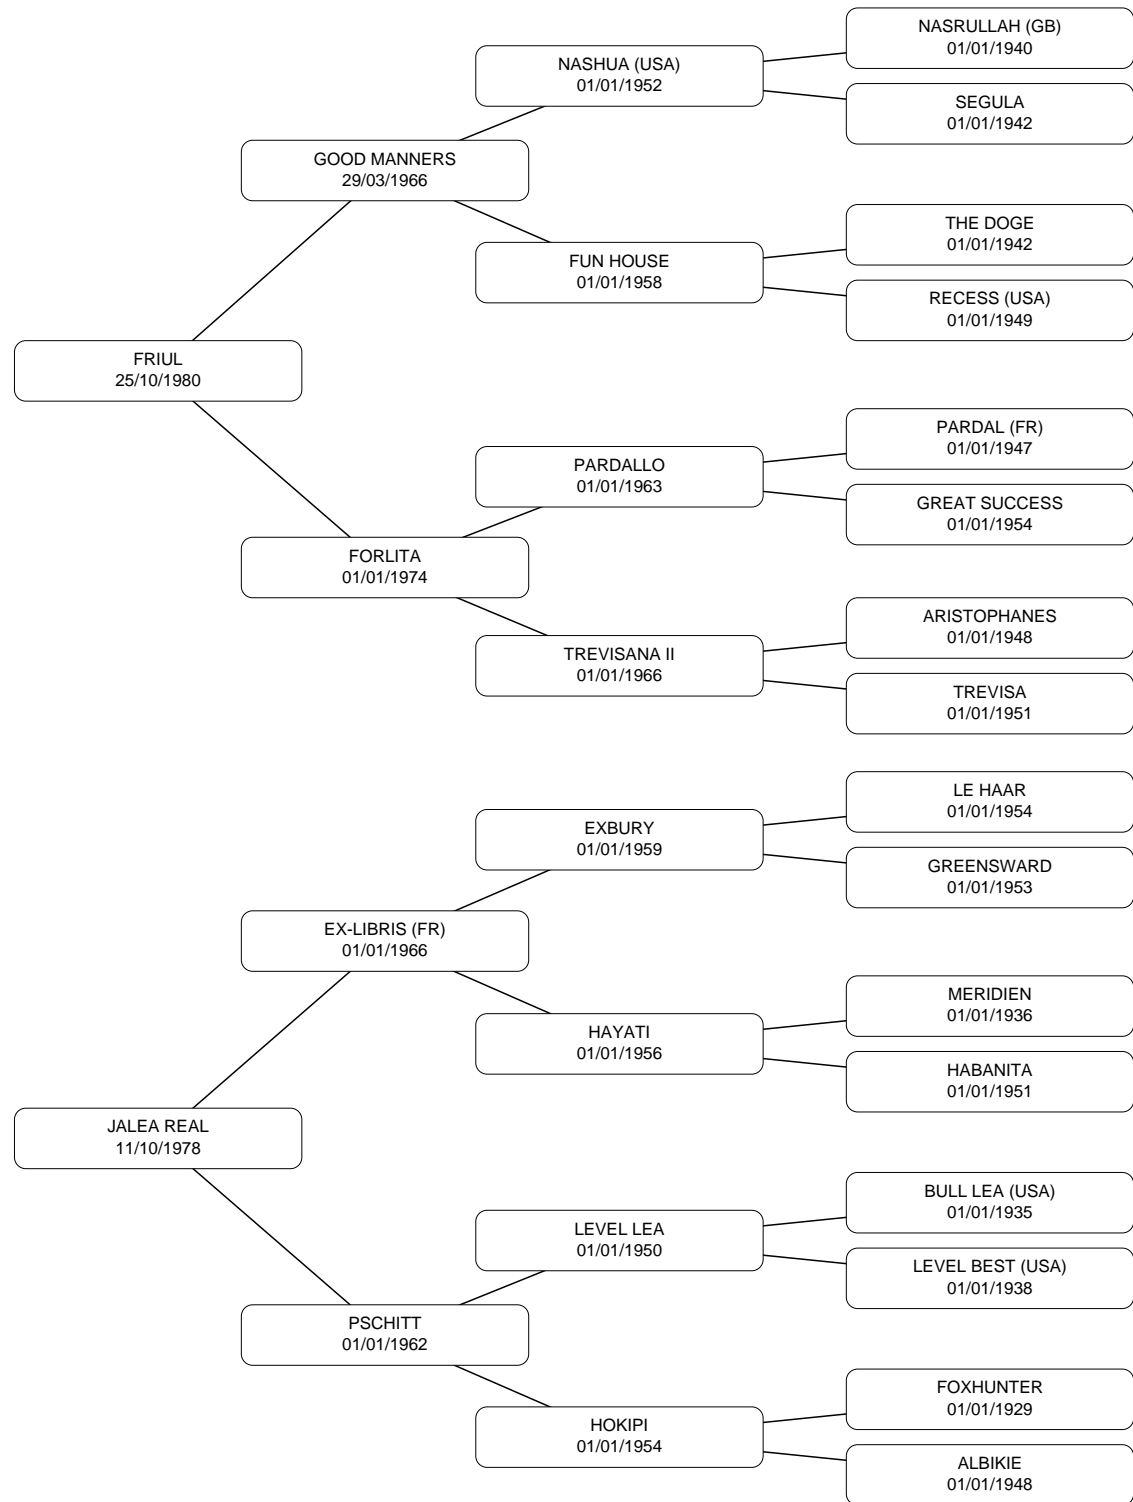 NASRULLAH (GB)
01/01/1940
NASHUA (USA)
01/01/1952
SEGULA
01/01/1942
GOOD MANNERS
29/03/1966
THE DOGE
01/01/1942
FUN HOUSE
01/01/1958
RECESS (USA)
01/01/1949
FRIUL
25/10/1980
PARDAL (FR)
01/01/1947
PARDALLO
01/01/1963
GREAT SUCCESS
01/01/1954
FORLITA
01/01/1974
ARISTOPHANES
01/01/1948
TREVISANA II
01/01/1966
TREVISA
01/01/1951
LE HAAR
01/01/1954
EXBURY
01/01/1959
GREENSWARD
01/01/1953
EX-LIBRIS (FR)
01/01/1966
MERIDIEN
01/01/1936
HAYATI
01/01/1956
HABANITA
01/01/1951
JALEA REAL
11/10/1978
BULL LEA (USA)
01/01/1935
LEVEL LEA
01/01/1950
LEVEL BEST (USA)
01/01/1938
PSCHITT
01/01/1962
FOXHUNTER
01/01/1929
HOKIPI
01/01/1954
ALBIKIE
01/01/1948